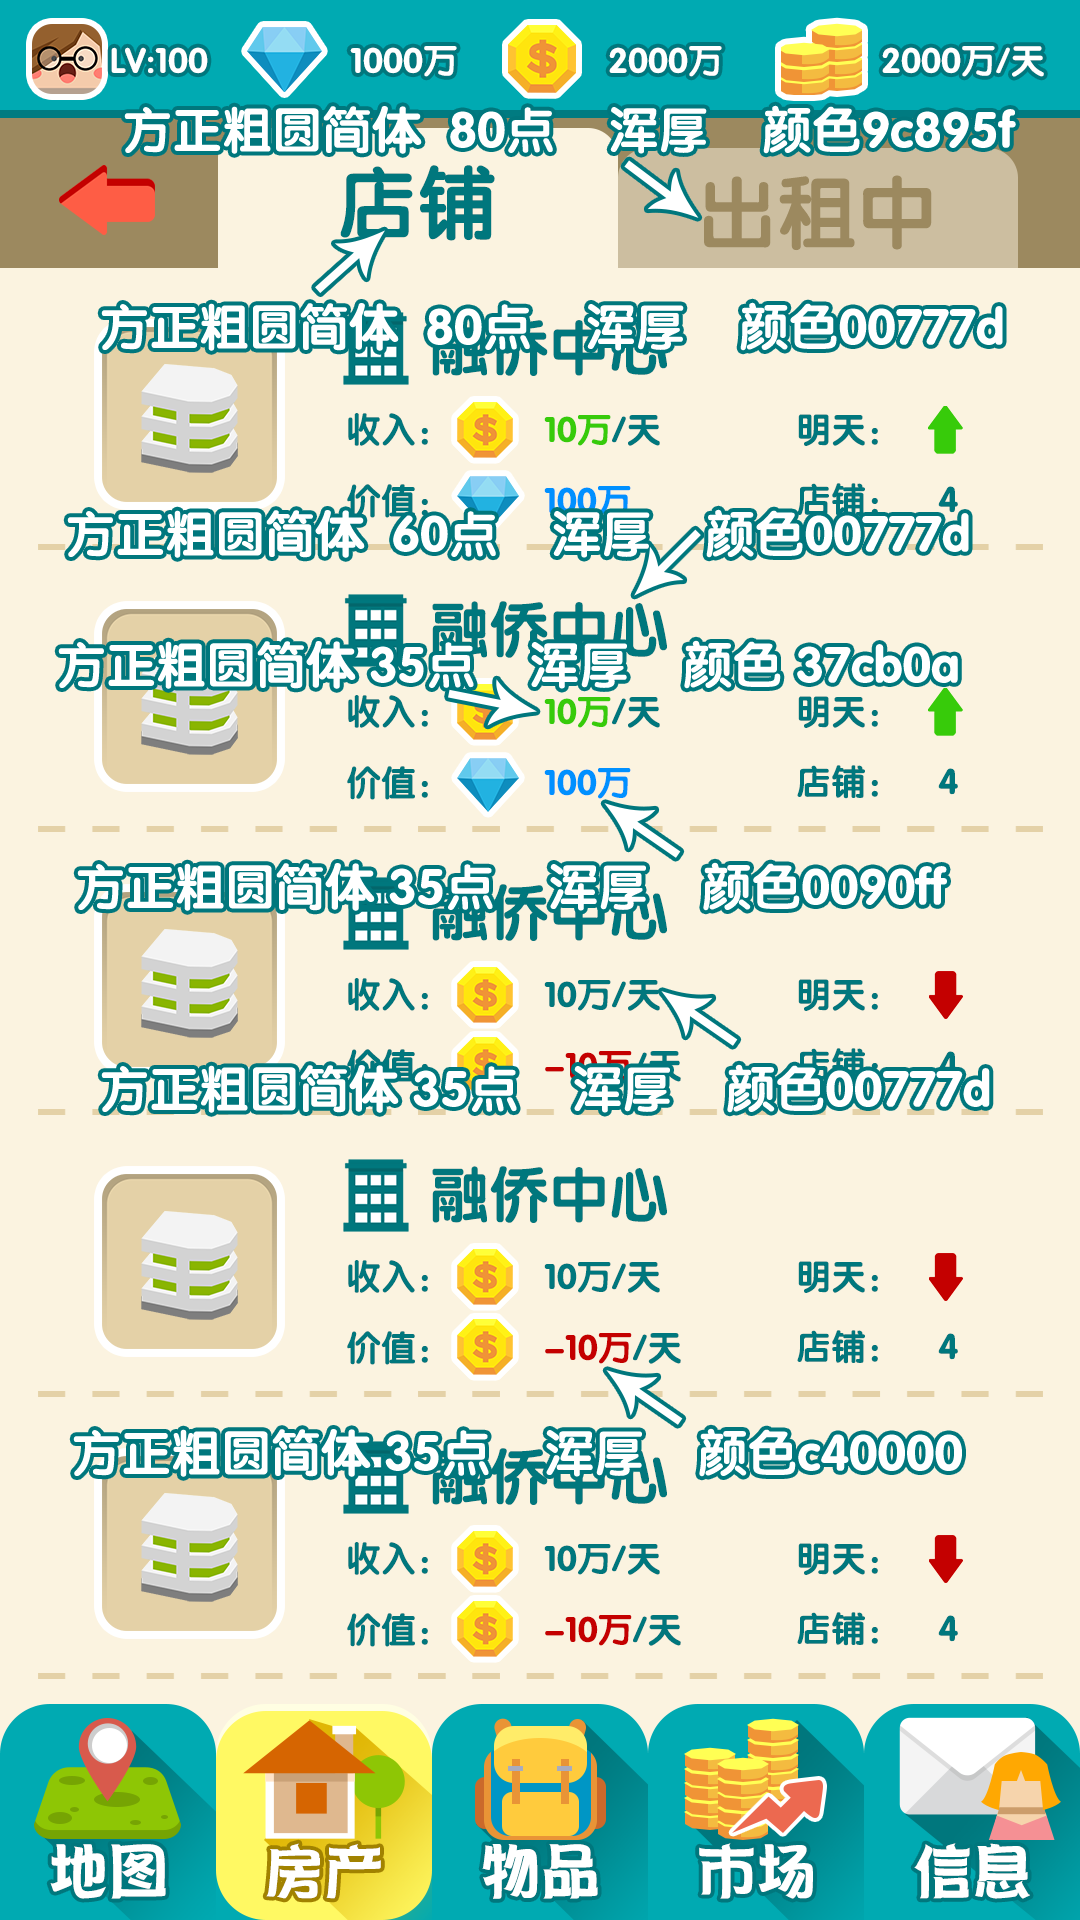 LV:100 1000万 2000万 2000万/天
方正粗圆简体 80点 浑厚 颜色9c895f
店铺 出租中
方正粗圆简体 80点 浑厚 颜色00777d
融侨中心
收入: 10万/天 明天:
价值: 100万 店铺: 4
方正粗圆简体 60点 浑厚 颜色00777d
融侨中心
方正粗圆简体 35点 浑厚 颜色 37cb0a
收入: 10万/天 明天:
价值: 100万 店铺: 4
方正粗圆简体 35点 浑厚 颜色0090ff
融侨中心
收入: 10万/天 明天:
价值: -10万/天 店铺: 4
方正粗圆简体 35点 浑厚 颜色00777d
融侨中心
收入: 10万/天 明天:
价值: -10万/天 店铺: 4
方正粗圆简体 35点 浑厚 颜色c40000
融侨中心
收入: 10万/天 明天:
价值: -10万/天 店铺: 4
地图 房产 物品 市场 信息